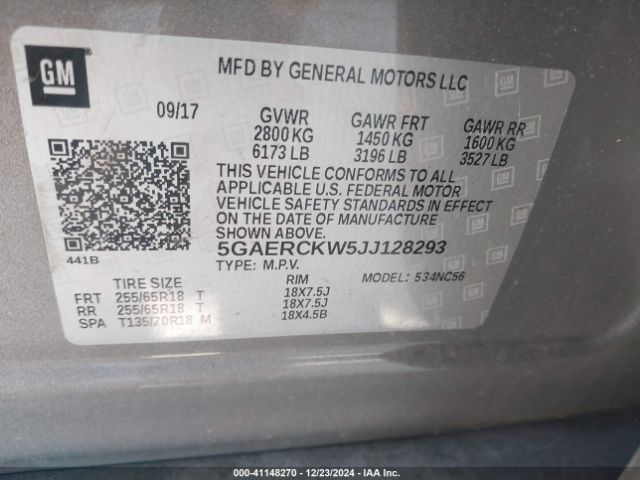 GM
MFD BY GENERAL MOTORS LLC
09/17 GVWR GAWR FRT GAWR RR
2800 KG 1450 KG 1600 KG
6173 LB 3196 LB 3527 LB
THIS VEHICLE CONFORMS TO ALL
APPLICABLE U.S. FEDERAL MOTOR
VEHICLE SAFETY STANDARDS IN EFFECT
ON THE DATE OF MANUFACTURE
SHOWN ABOVE.
5GAERCKW5JJ128293
441B
TYPE: M.P.V. MODEL: 534NC56
TIRE SIZE RIM
FRT 255/65R18 T 18X7.5J
RR 255/65R18 T 18X7.5J
SPA T135/70R18 M 18X4.5B
000-41148270 - 12/23/2024 - IAA Inc.